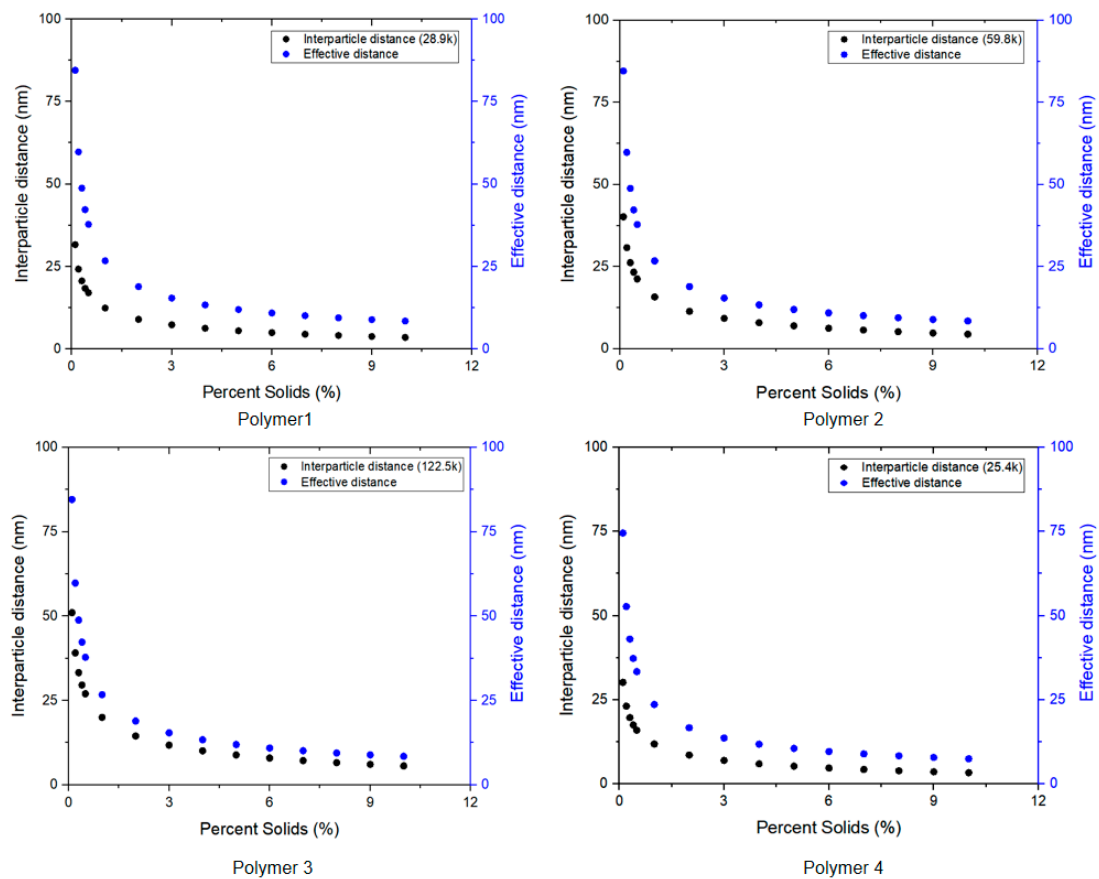 100
75
50
25
0
Interparticle distance (nm)
Interparticle distance (28.9k)
Effective distance
100
75
50
25
0
Effective distance (nm)
0 3 6 9 12
Percent Solids (%)
Polymer1
100
75
50
25
0
Interparticle distance (nm)
Interparticle distance (59.8k)
Effective distance
100
75
50
25
0
Effective distance (nm)
0 3 6 9 12
Percent Solids (%)
Polymer 2
100
75
50
25
0
Interparticle distance (nm)
Interparticle distance (122.5k)
Effective distance
100
75
50
25
0
Effective distance (nm)
0 3 6 9 12
Percent Solids (%)
Polymer 3
100
75
50
25
0
Interparticle distance (nm)
Interparticle distance (25.4k)
Effective distance
100
75
50
25
0
Effective distance (nm)
0 3 6 9 12
Percent Solids (%)
Polymer 4